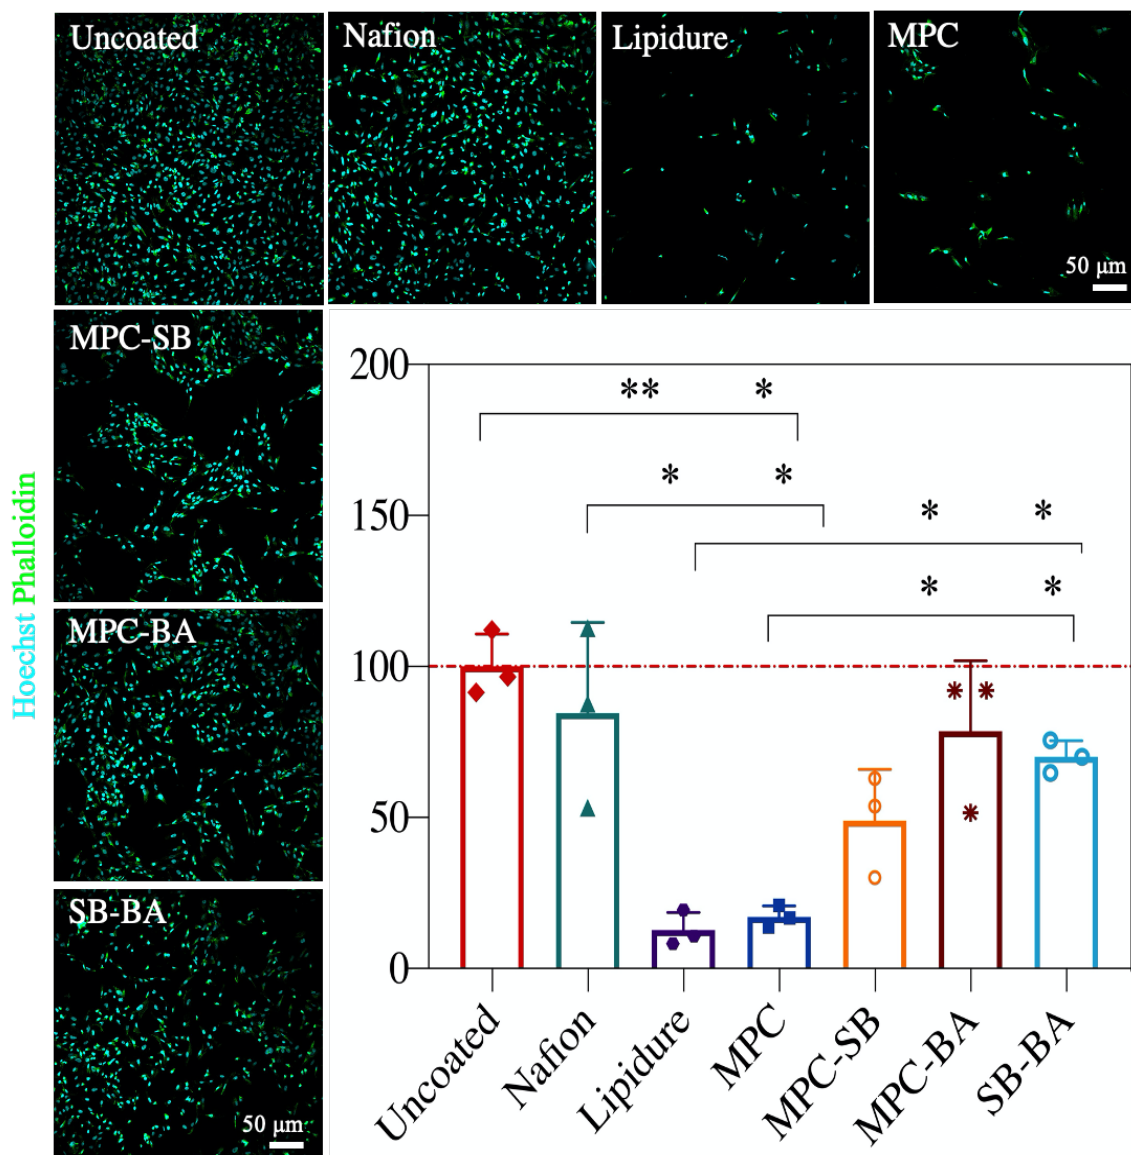 Uncoated
Nafion
Lipidure
MPC
50 µm
MPC-SB
MPC-BA
SB-BA
50 µm
Hoechst Phalloidin
200
150
100
50
0
** *
* *
* *
* *
Uncoated
Nafion
Lipidure
MPC
MPC-SB
MPC-BA
SB-BA